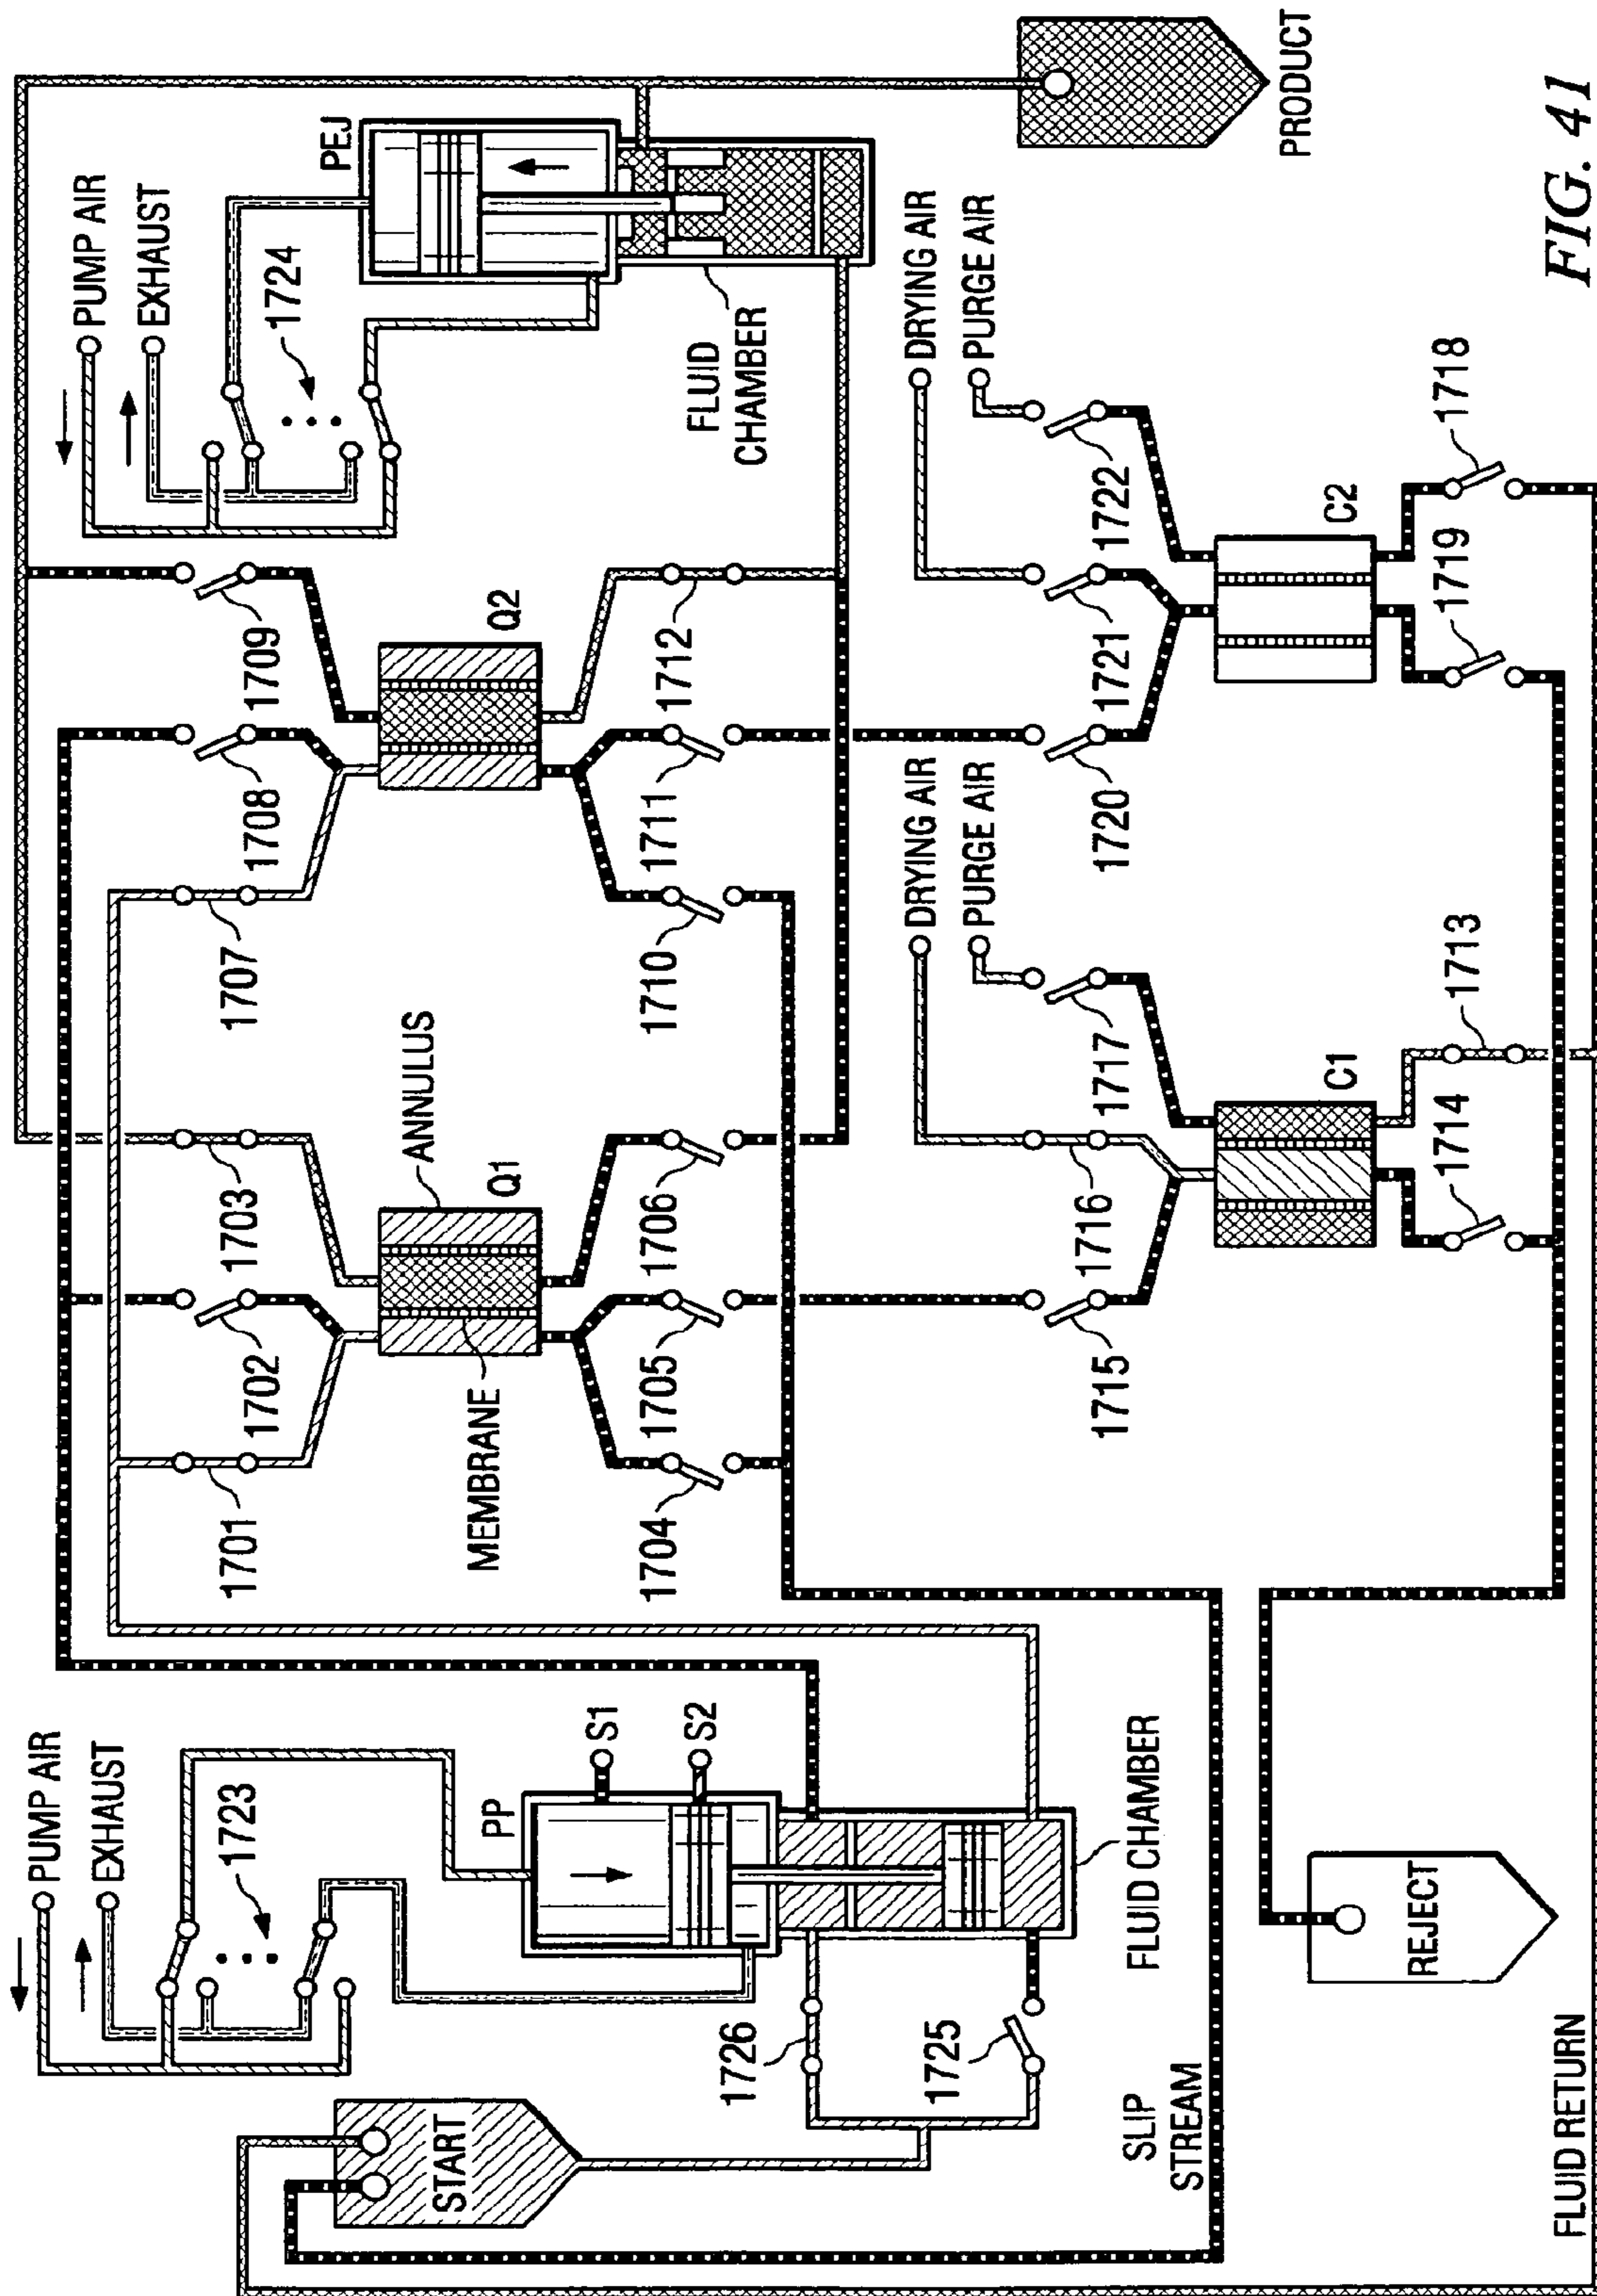 PUMP AIR
EXHAUST
1723
START
PP
S1
S2
1726
1725
FLUID CHAMBER
SLIP
STREAM
REJECT
FLUID RETURN
1701
1702
1703
ANNULUS
MEMBRANE
Q1
1704
1705
1706
1707
1708
1709
Q2
1710
1711
1712
PUMP AIR
EXHAUST
1724
PEJ
FLUID
CHAMBER
PRODUCT
DRYING AIR
PURGE AIR
1715
1716
1717
C1
1714
1713
DRYING AIR
PURGE AIR
1720
1721
1722
C2
1719
1718
FIG. 41